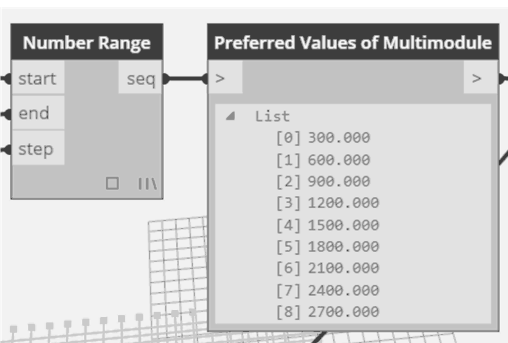 Number Range
start seq
end
step
Preferred Values of Multimodule
> >
List
[0] 300.000
[1] 600.000
[2] 900.000
[3] 1200.000
[4] 1500.000
[5] 1800.000
[6] 2100.000
[7] 2400.000
[8] 2700.000